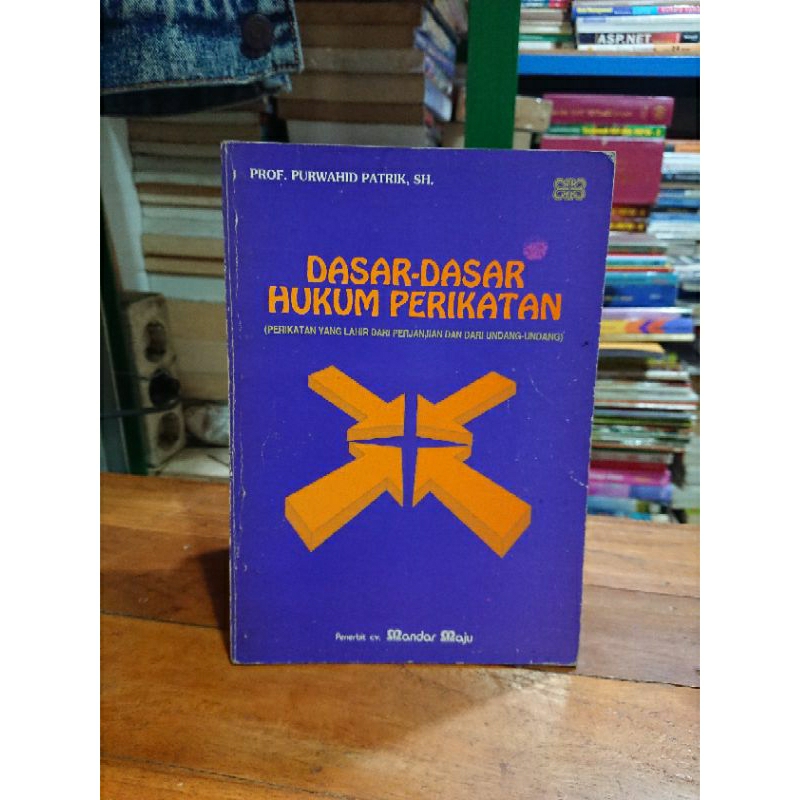 PROF. PURWAHID PATRIK, SH.
DASAR-DASAR
HUKUM PERIKATAN
(PERIKATAN YANG LAHIR DARI PERJANJIAN DAN DARI UNDANG-UNDANG)
Penerbit cv. Mandar Maju
ASP.NET